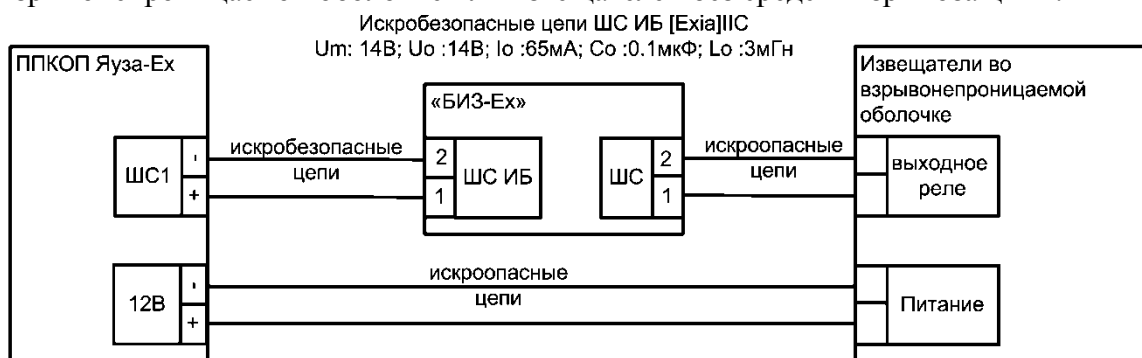 Искробезопасные цепи ШС ИБ [Exia]IIC
Um: 14В; Uo :14В; Io :65мА; Co :0.1мкФ; Lo :3мГн
ППКОП Яуза-Ех
«БИЗ-Ех»
Извещатели во
взрывонепроницаемой
оболочке
ШС1
-
+
искробезопасные
цепи
2
1
ШС ИБ
ШС
2
1
искроопасные
цепи
выходное
реле
12В
-
+
искроопасные
цепи
Питание